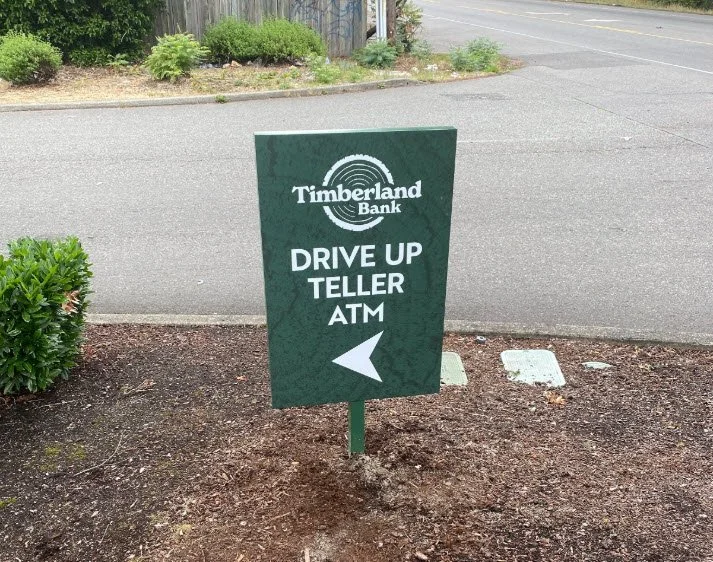 Timberland
Bank
DRIVE UP
TELLER
ATM